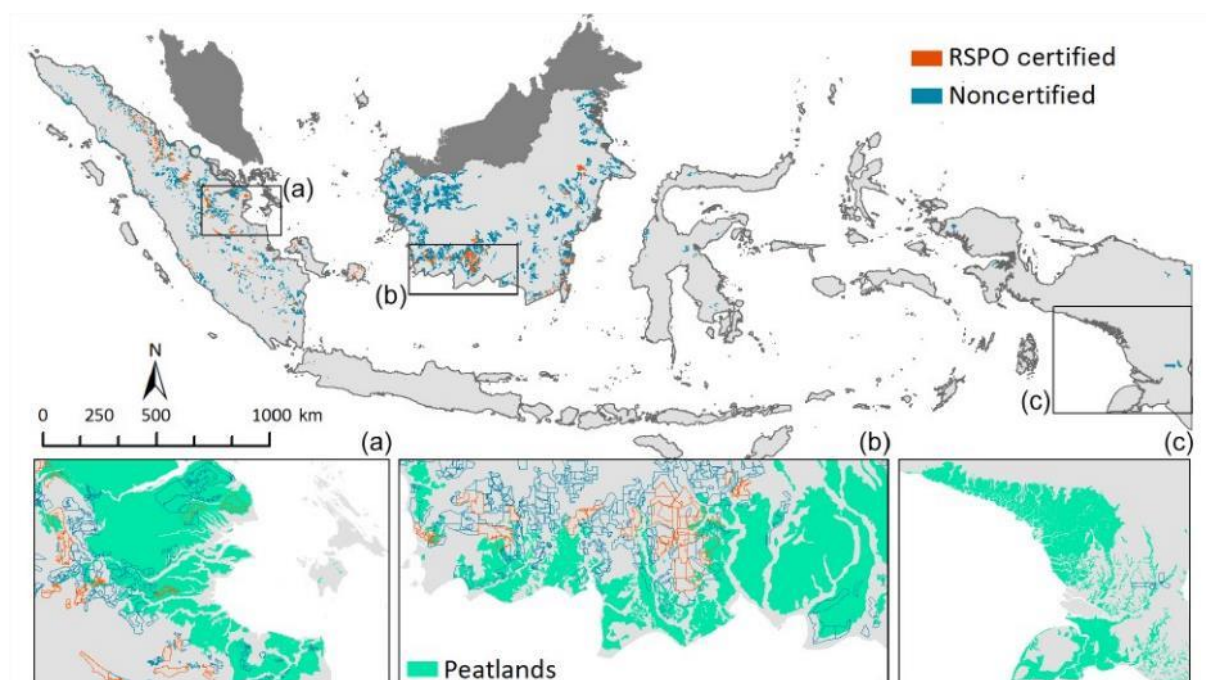 RSPO certified
Noncertified
(a)
(b)
(c)
N
0 250 500 1000 km
(a)
(b)
(c)
Peatlands